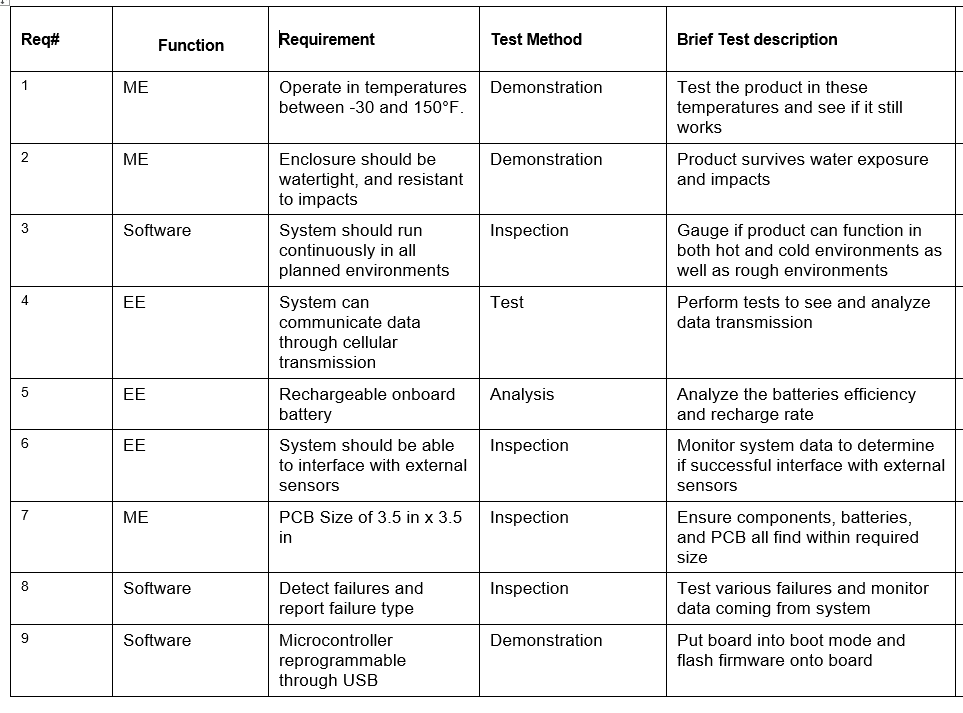 Req#
Function
Requirement
Test Method
Brief Test description
1
ME
Operate in temperatures
between -30 and 150°F.
Demonstration
Test the product in these
temperatures and see if it still
works
2
ME
Enclosure should be
watertight, and resistant
to impacts
Demonstration
Product survives water exposure
and impacts
3
Software
System should run
continuously in all
planned environments
Inspection
Gauge if product can function in
both hot and cold environments as
well as rough environments
4
EE
System can
communicate data
through cellular
transmission
Test
Perform tests to see and analyze
data transmission
5
EE
Rechargeable onboard
battery
Analysis
Analyze the batteries efficiency
and recharge rate
6
EE
System should be able
to interface with external
sensors
Inspection
Monitor system data to determine
if successful interface with external
sensors
7
ME
PCB Size of 3.5 in x 3.5
in
Inspection
Ensure components, batteries,
and PCB all find within required
size
8
Software
Detect failures and
report failure type
Inspection
Test various failures and monitor
data coming from system
9
Software
Microcontroller
reprogrammable
through USB
Demonstration
Put board into boot mode and
flash firmware onto board